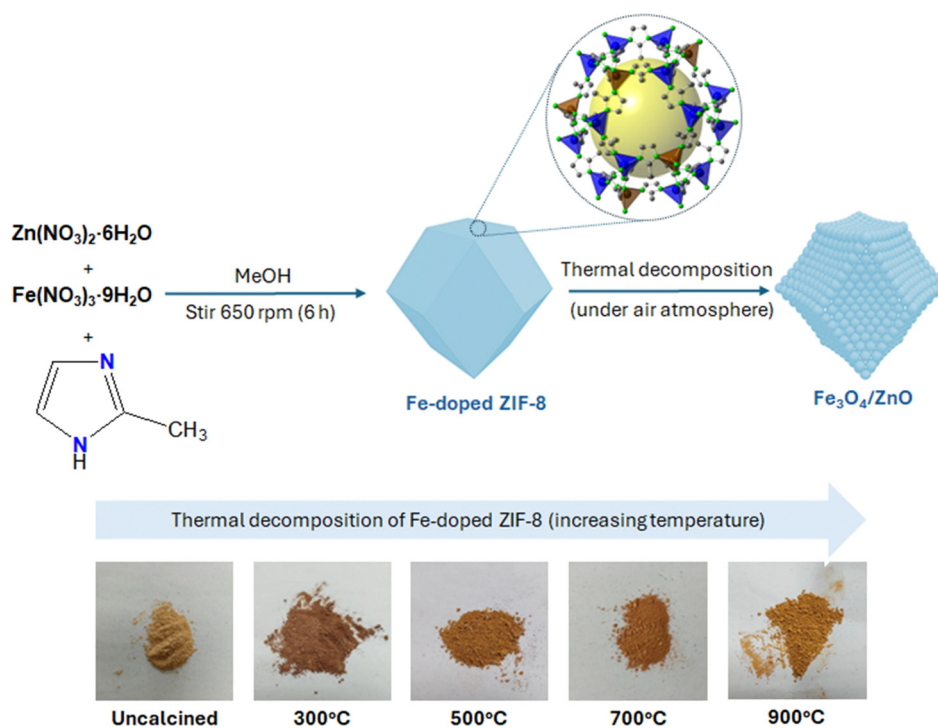 Zn(NO₃)₂·6H₂O
+
Fe(NO₃)₃·9H₂O
+
N
N
H
CH₃
MeOH
Stir 650 rpm (6 h)
Fe-doped ZIF-8
Thermal decomposition
(under air atmosphere)
Fe₃O₄/ZnO
Thermal decomposition of Fe-doped ZIF-8 (increasing temperature)
Uncalcined
300°C
500°C
700°C
900°C